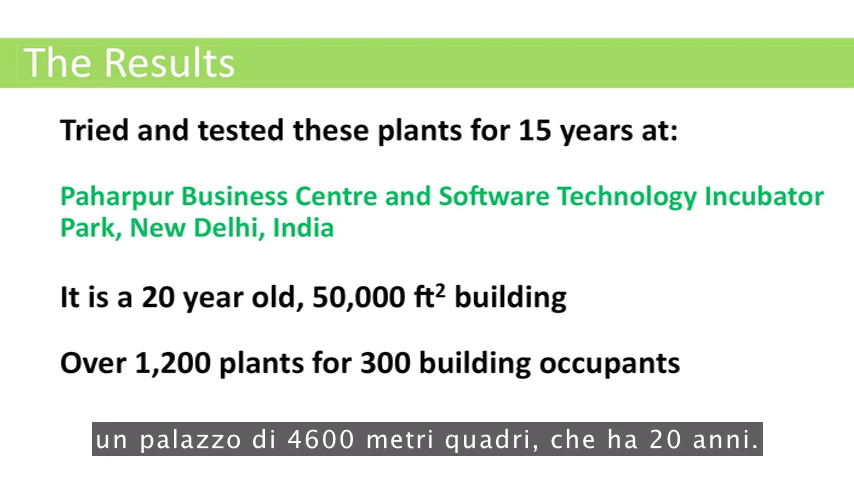 The Results
Tried and tested these plants for 15 years at:
Paharpur Business Centre and Software Technology Incubator
Park, New Delhi, India
It is a 20 year old, 50,000 ft² building
Over 1,200 plants for 300 building occupants
un palazzo di 4600 metri quadri, che ha 20 anni.